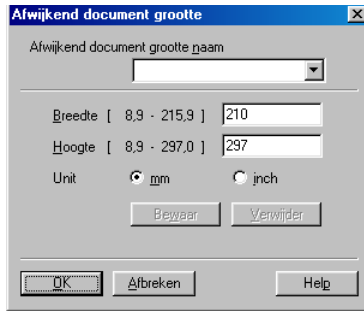 Afwijkend document grootte
Afwijkend document grootte naam
Breedte [ 8,9 - 215,9 ] 210
Hoogte [ 8,9 - 297,0 ] 297
Unit mm inch
Bewaar Verwijder
OK Afbreken Help